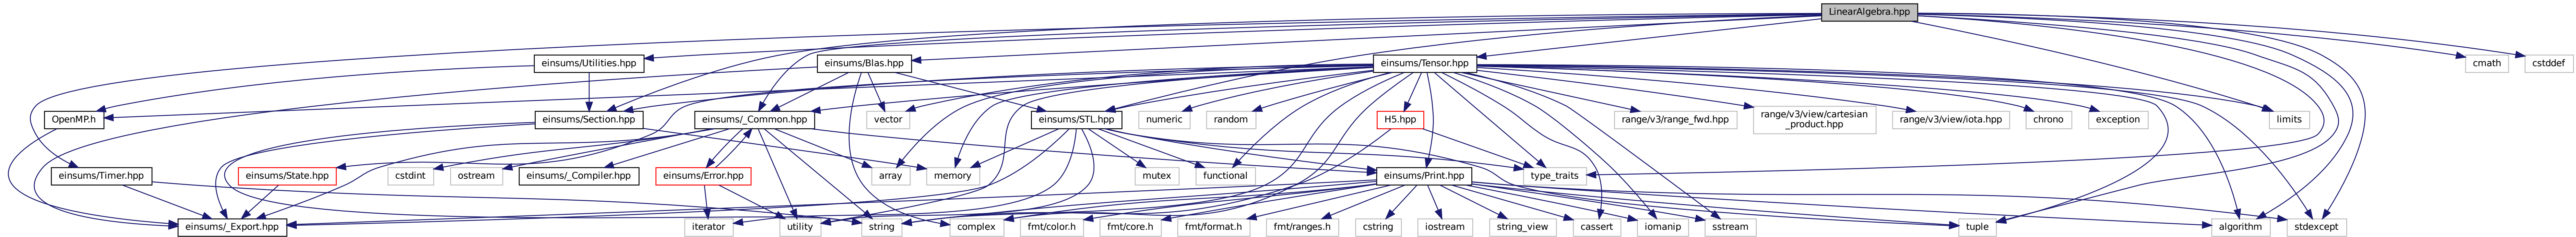 LinearAlgebra.hpp
einsums/Utilities.hpp
einsums/Blas.hpp
einsums/Tensor.hpp
cmath
cstddef
OpenMP.h
einsums/Section.hpp
einsums/_Common.hpp
vector
einsums/STL.hpp
numeric
random
H5.hpp
range/v3/range_fwd.hpp
range/v3/view/cartesian
_product.hpp
range/v3/view/iota.hpp
chrono
exception
limits
einsums/Timer.hpp
einsums/State.hpp
cstdint
ostream
einsums/_Compiler.hpp
einsums/Error.hpp
array
memory
mutex
functional
einsums/Print.hpp
type_traits
einsums/_Export.hpp
iterator
utility
string
complex
fmt/color.h
fmt/core.h
fmt/format.h
fmt/ranges.h
cstring
iostream
string_view
cassert
iomanip
sstream
tuple
algorithm
stdexcept